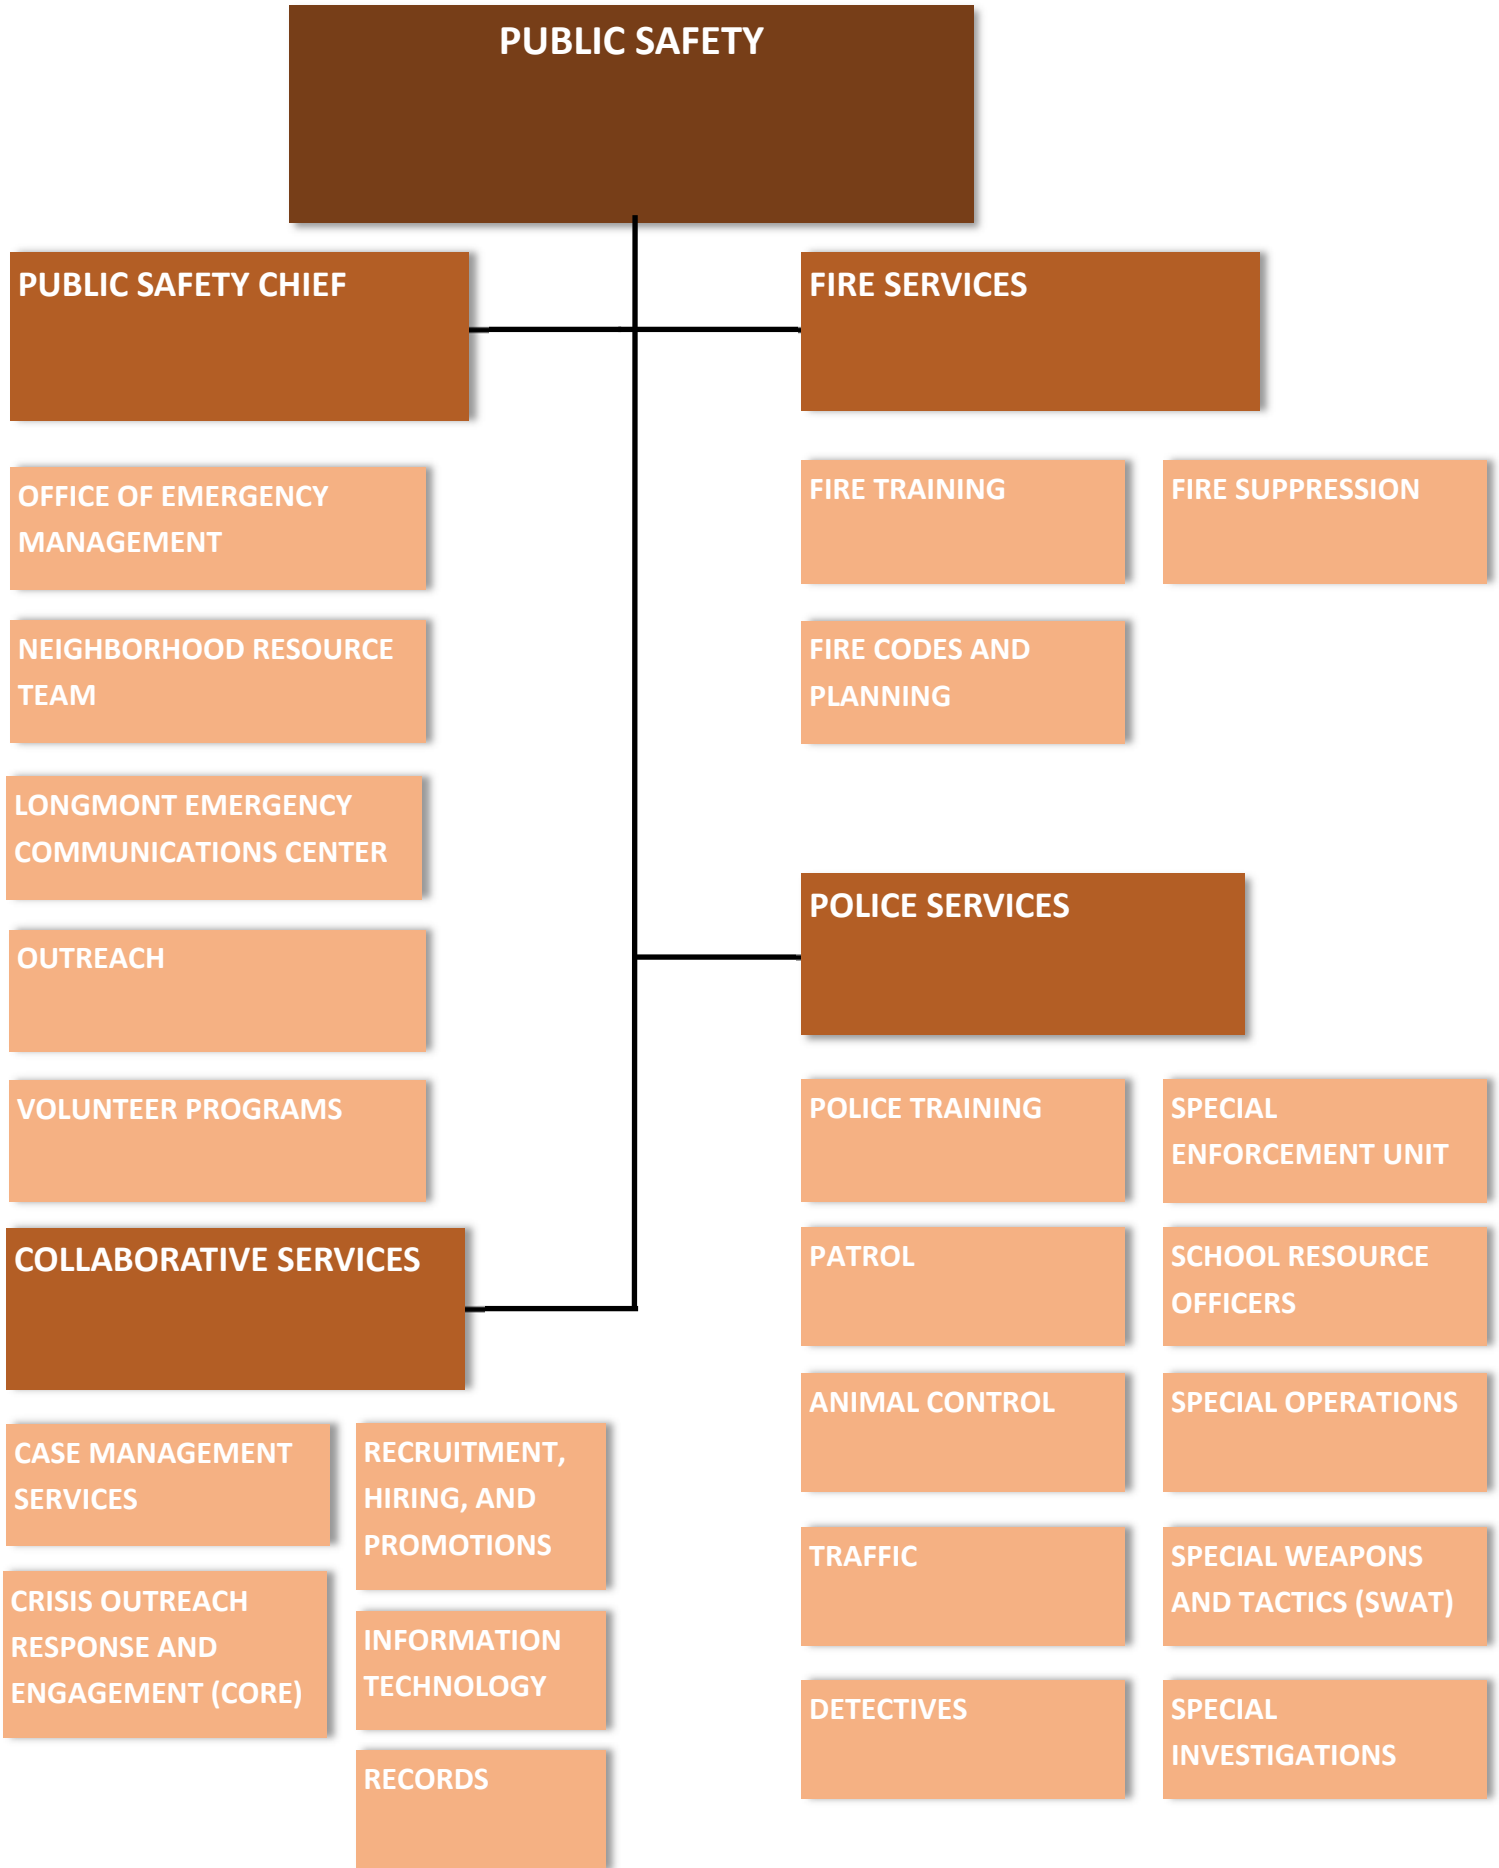 PUBLIC SAFETY
PUBLIC SAFETY CHIEF
OFFICE OF EMERGENCY
MANAGEMENT
NEIGHBORHOOD RESOURCE
TEAM
LONGMONT EMERGENCY
COMMUNICATIONS CENTER
OUTREACH
VOLUNTEER PROGRAMS
FIRE SERVICES
FIRE TRAINING
FIRE SUPPRESSION
FIRE CODES AND
PLANNING
POLICE SERVICES
POLICE TRAINING
SPECIAL
ENFORCEMENT UNIT
PATROL
SCHOOL RESOURCE
OFFICERS
ANIMAL CONTROL
SPECIAL OPERATIONS
TRAFFIC
SPECIAL WEAPONS
AND TACTICS (SWAT)
DETECTIVES
SPECIAL
INVESTIGATIONS
COLLABORATIVE SERVICES
CASE MANAGEMENT
SERVICES
RECRUITMENT,
HIRING, AND
PROMOTIONS
CRISIS OUTREACH
RESPONSE AND
ENGAGEMENT (CORE)
INFORMATION
TECHNOLOGY
RECORDS